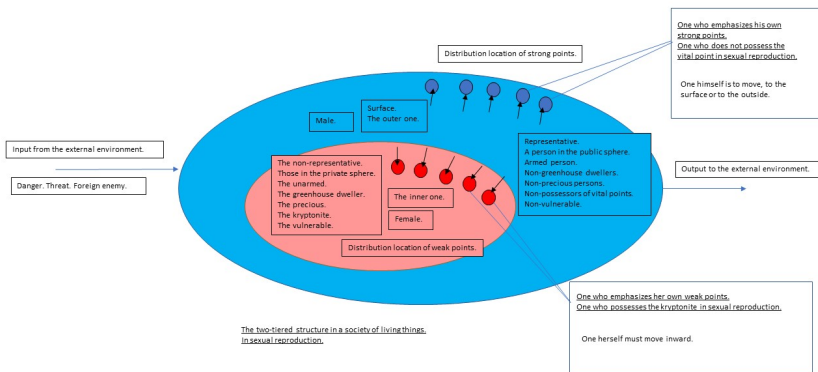 One who emphasizes his own
strong points.
One who does not possess the
vital point in sexual reproduction.
One himself is to move, to the
surface or to the outside.
Distribution location of strong points.
Male.
Surface.
The outer one.
Input from the external environment.
Danger. Threat. Foreign enemy.
The non-representative.
Those in the private sphere.
The unarmed.
The greenhouse dweller.
The precious.
The kryptonite.
The vulnerable.
The inner one.
Female.
Distribution location of weak points.
Representative.
A person in the public sphere.
Armed person.
Non-greenhouse dwellers.
Non-precious persons.
Non-possessors of vital points.
Non-vulnerable.
Output to the external environment.
One who emphasizes her own weak points.
One who possesses the kryptonite in sexual reproduction.
One herself must move inward.
The two-tiered structure in a society of living things.
In sexual reproduction.